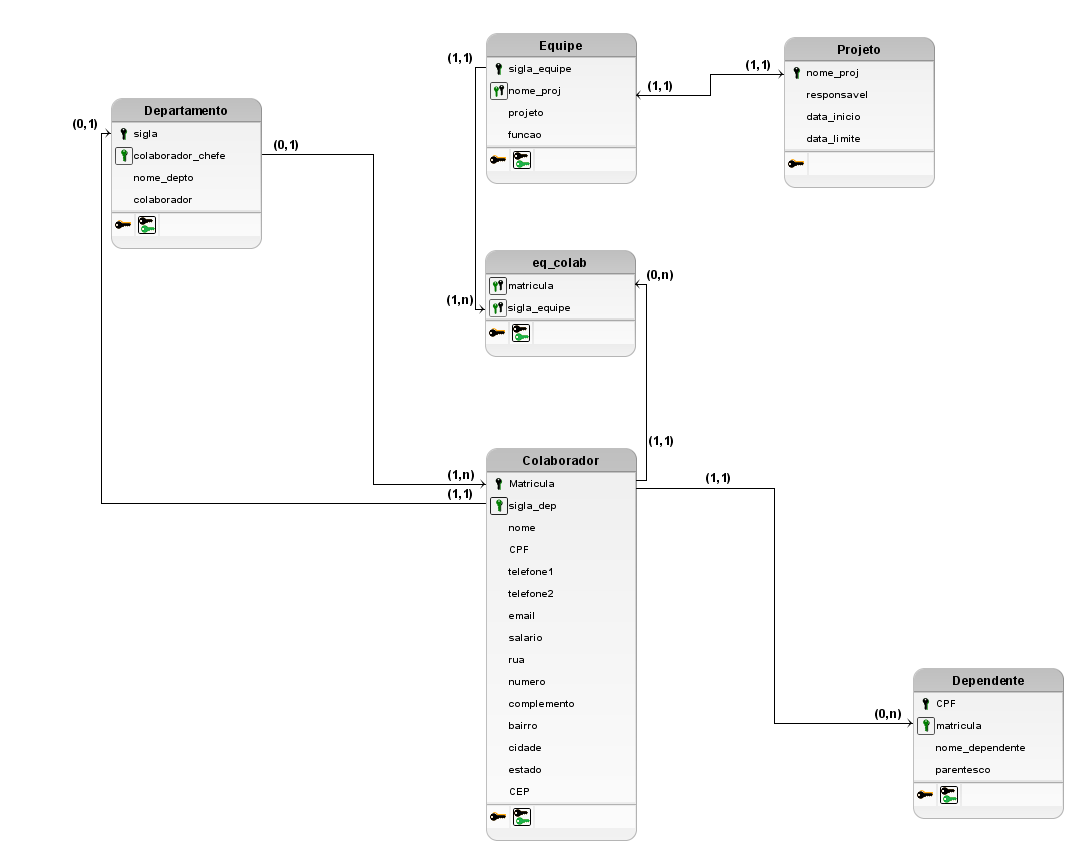 Equipe
(1,1)
sigla_equipe
nome_proj
projeto
funcao
(1,1)
(1,1)
Projeto
nome_proj
responsavel
data_inicio
data_limite
Departamento
(0,1)
sigla
colaborador_chefe
nome_depto
colaborador
(0,1)
eq_colab
(0,n)
matricula
(1,n)
sigla_equipe
(1,1)
Colaborador
(1,n)
(1,1)
Matricula
sigla_dep
nome
CPF
telefone1
telefone2
email
salario
rua
numero
complemento
bairro
cidade
estado
CEP
(1,1)
(0,n)
Dependente
CPF
matricula
nome_dependente
parentesco